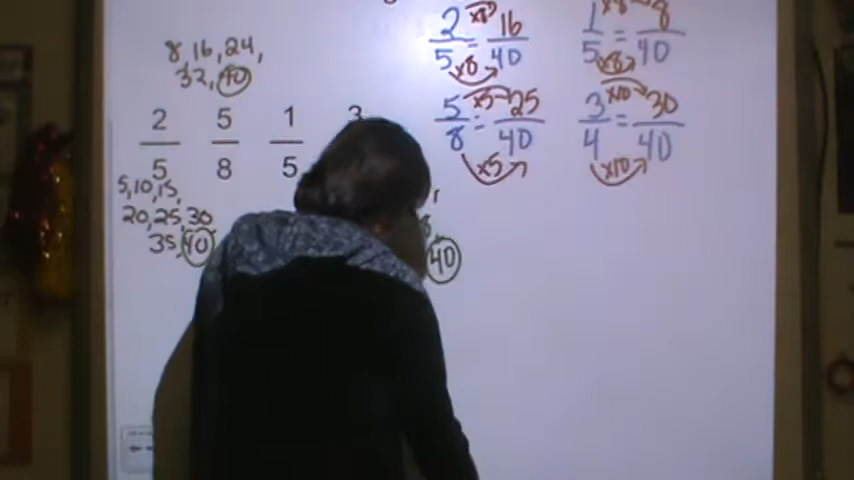 8, 16, 24,
32, 40
2/5 5/8 1/5 3
5, 10, 15,
20, 25, 30
35, 40
40
2/5 = 16/40
x8
x8
1/5 = 8/40
x8
x8
5/8 = 25/40
x5
x5
3/4 = 30/40
x10
x10